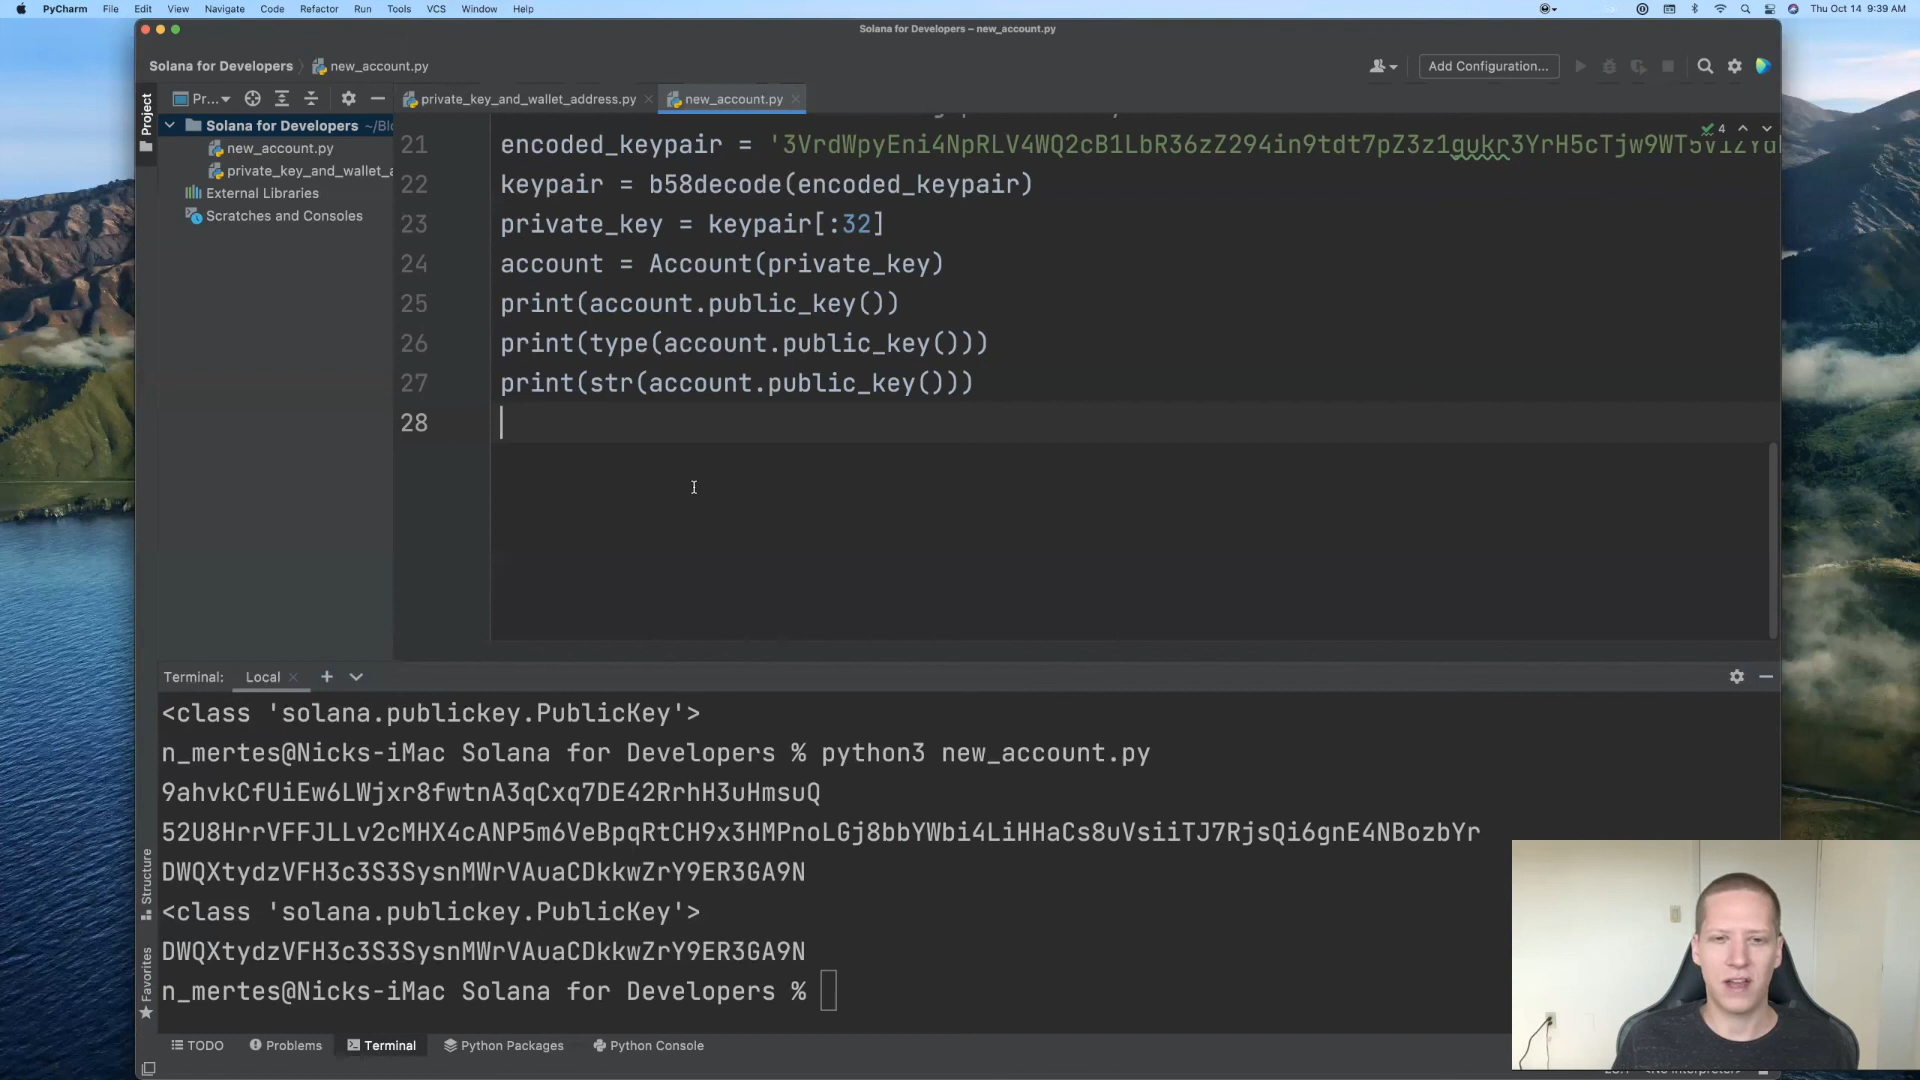 PyCharm File Edit View Navigate Code Refactor Run Tools VCS Window Help Thu Oct 14 9:39 AM
Solana for Developers – new_account.py
Solana for Developers new_account.py Add Configuration...
Project
Pr... private_key_and_wallet_address.py new_account.py
Solana for Developers ~/Blo
new_account.py
private_key_and_wallet_a
External Libraries
Scratches and Consoles
4
21 encoded_keypair = '3VrdWpyEni4NpRLV4WQ2cB1LbR36zZ294in9tdt7pZ3z1gukr3YrH5cTjw9WT5V1ZYd
22 keypair = b58decode(encoded_keypair)
23 private_key = keypair[:32]
24 account = Account(private_key)
25 print(account.public_key())
26 print(type(account.public_key()))
27 print(str(account.public_key()))
28
Terminal: Local
<class 'solana.publickey.PublicKey'>
n_mertes@Nicks-iMac Solana for Developers % python3 new_account.py
9ahvkCfUiEw6LWjxr8fwtnA3qCxq7DE42RrhH3uHmsuQ
52U8HrrVFFJLLv2cMHX4cANP5m6VeBpqRtCH9x3HMPnoLGj8bbYWbi4LiHHaCs8uVsiiTJ7RjsQi6gnE4NBozbYr
DWQXtydzVFH3c3S3SysnMWrVAuaCDkkwZrY9ER3GA9N
<class 'solana.publickey.PublicKey'>
DWQXtydzVFH3c3S3SysnMWrVAuaCDkkwZrY9ER3GA9N
n_mertes@Nicks-iMac Solana for Developers %
Structure
Favorites
TODO Problems Terminal Python Packages Python Console